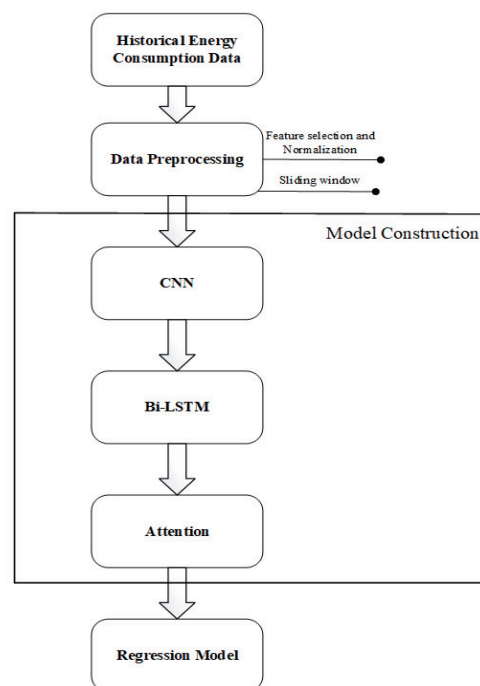 Historical Energy
Consumption Data
Feature selection and
Normalization
Data Preprocessing
Sliding window
Model Construction
CNN
Bi-LSTM
Attention
Regression Model